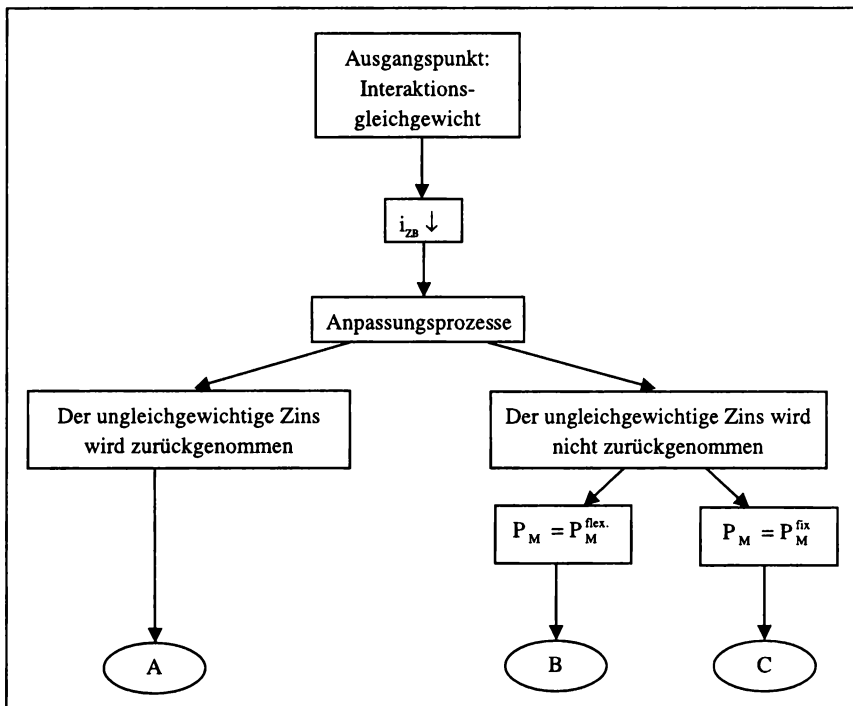 Ausgangspunkt:
Interaktions-
gleichgewicht
i_ZB ↓
Anpassungsprozesse
Der ungleichgewichtige Zins
wird zurückgenommen
Der ungleichgewichtige Zins wird
nicht zurückgenommen
P_M = P_M^flex.
P_M = P_M^fix
A
B
C